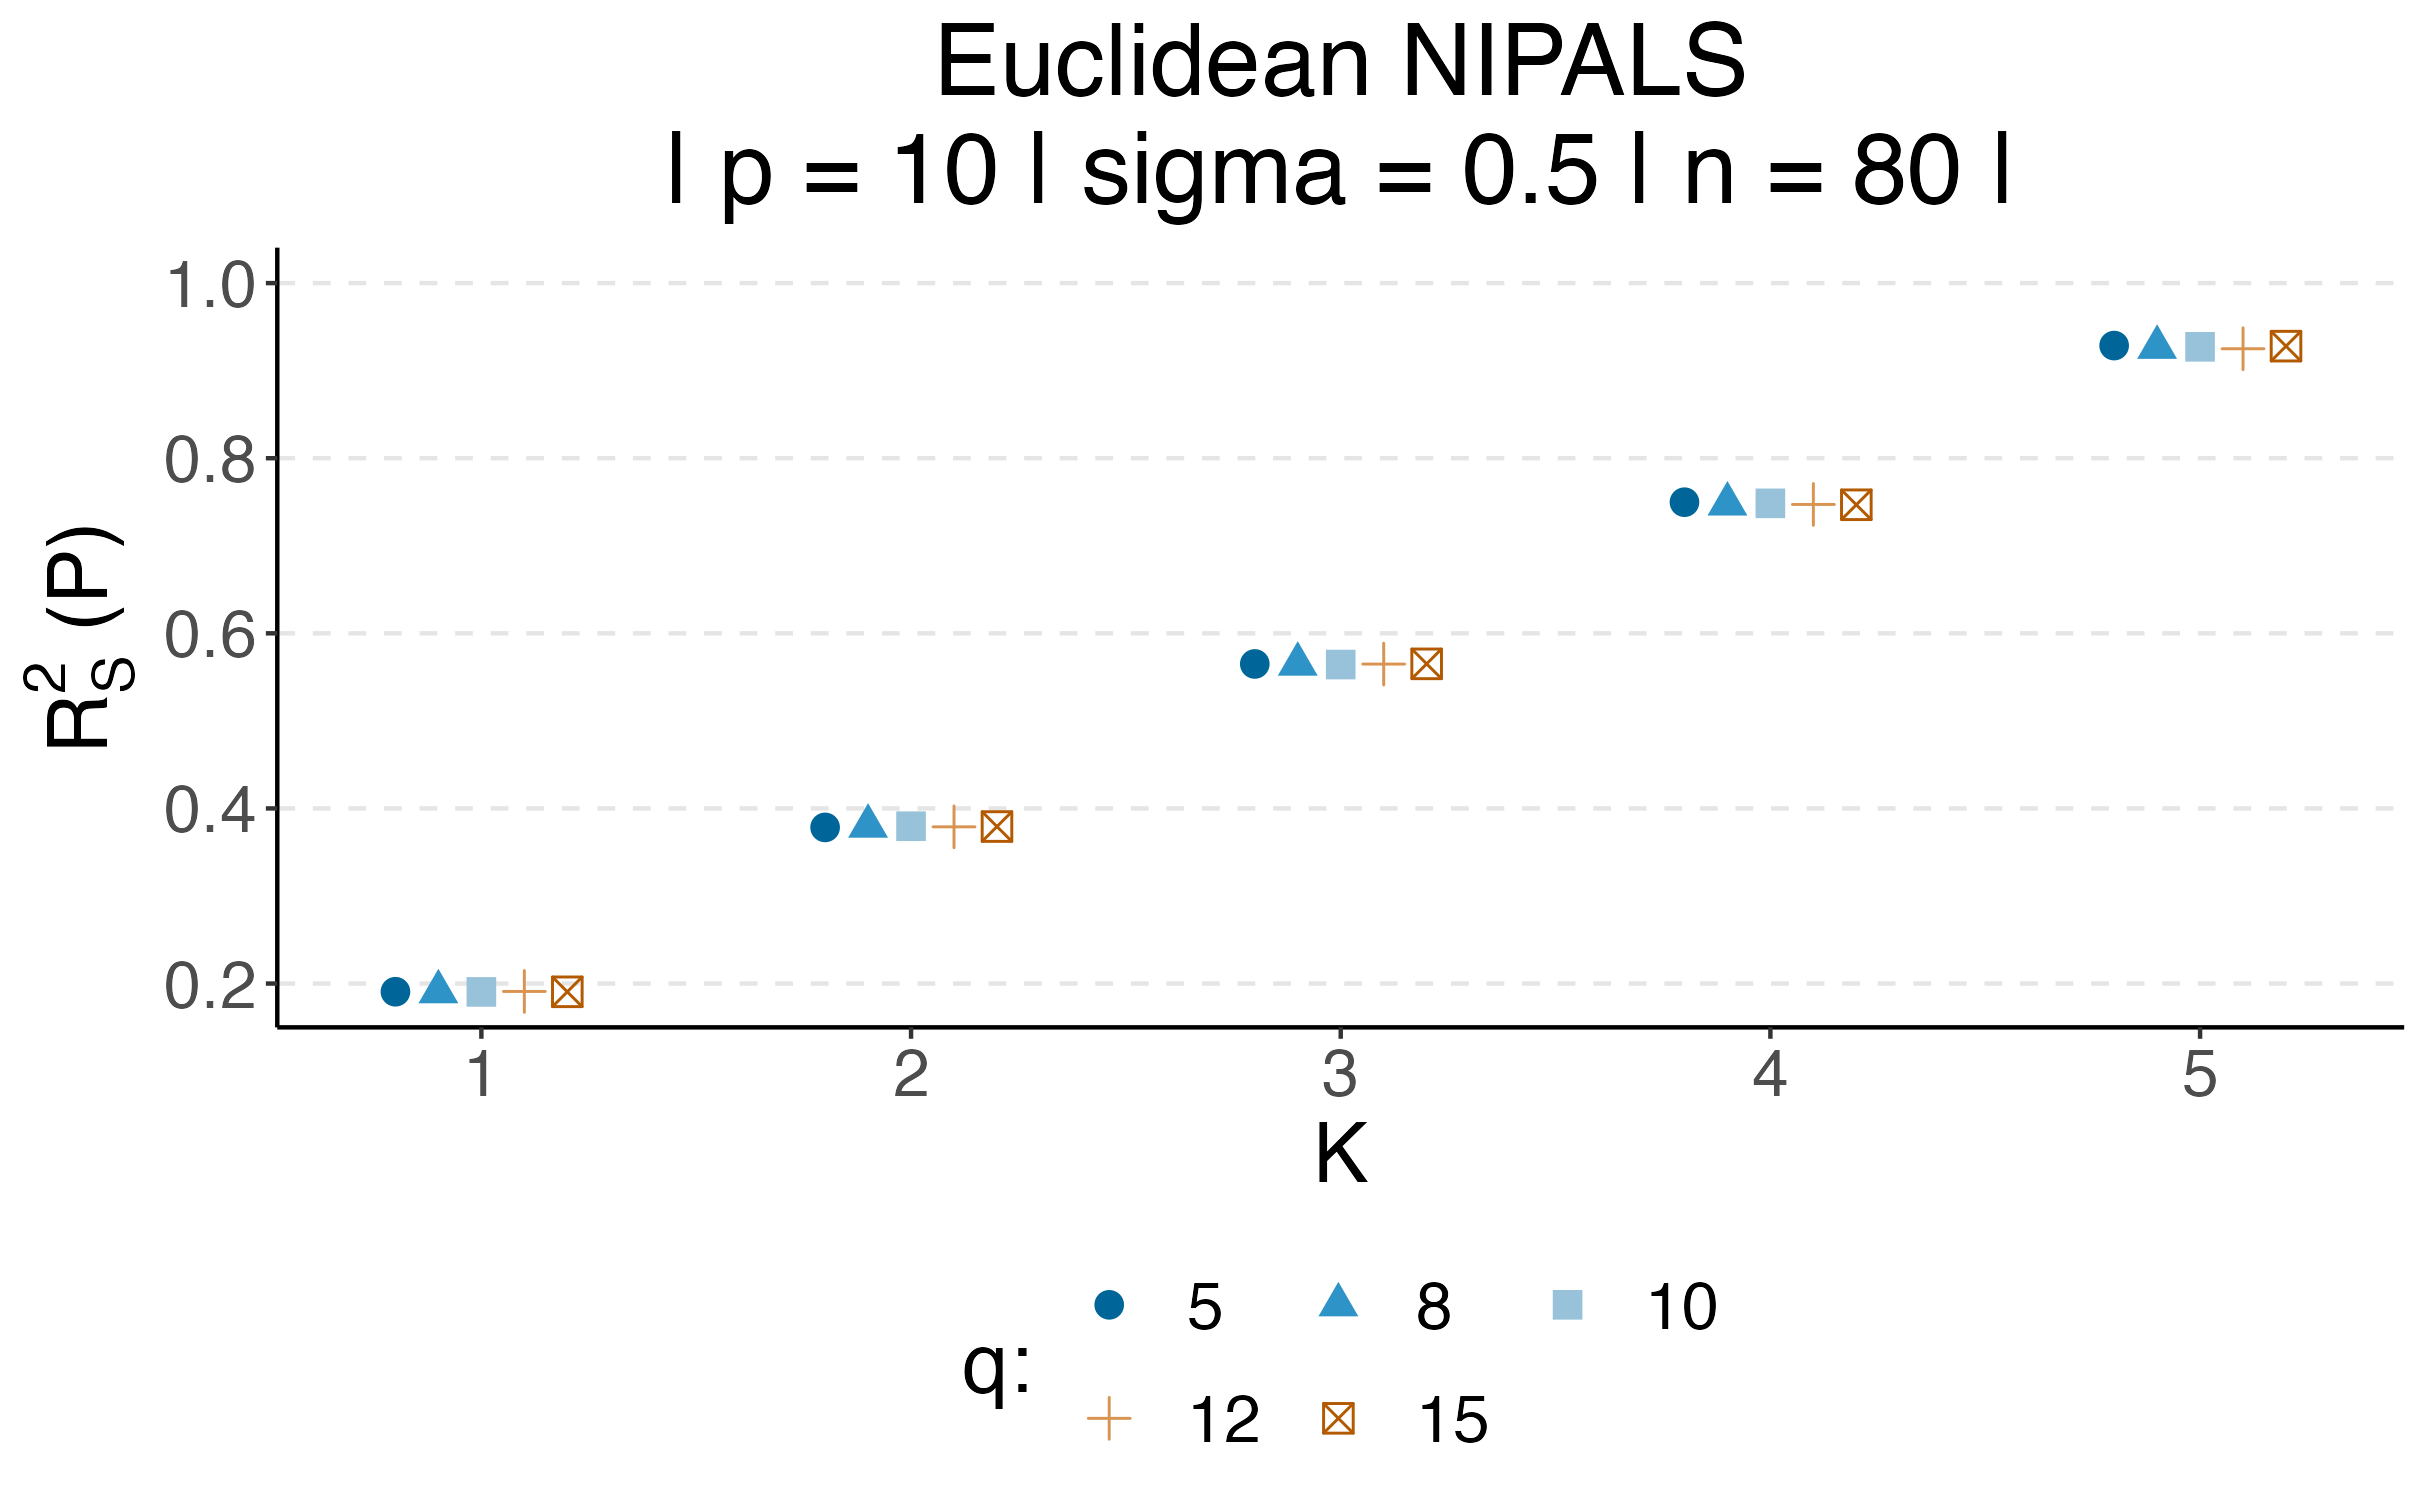 Euclidean NIPALS
| p = 10 | sigma = 0.5 | n = 80 |
1.0
0.8
0.6
0.4
0.2
R²_S (P)
1 2 3 4 5
K
q:
5 8 10
12 15